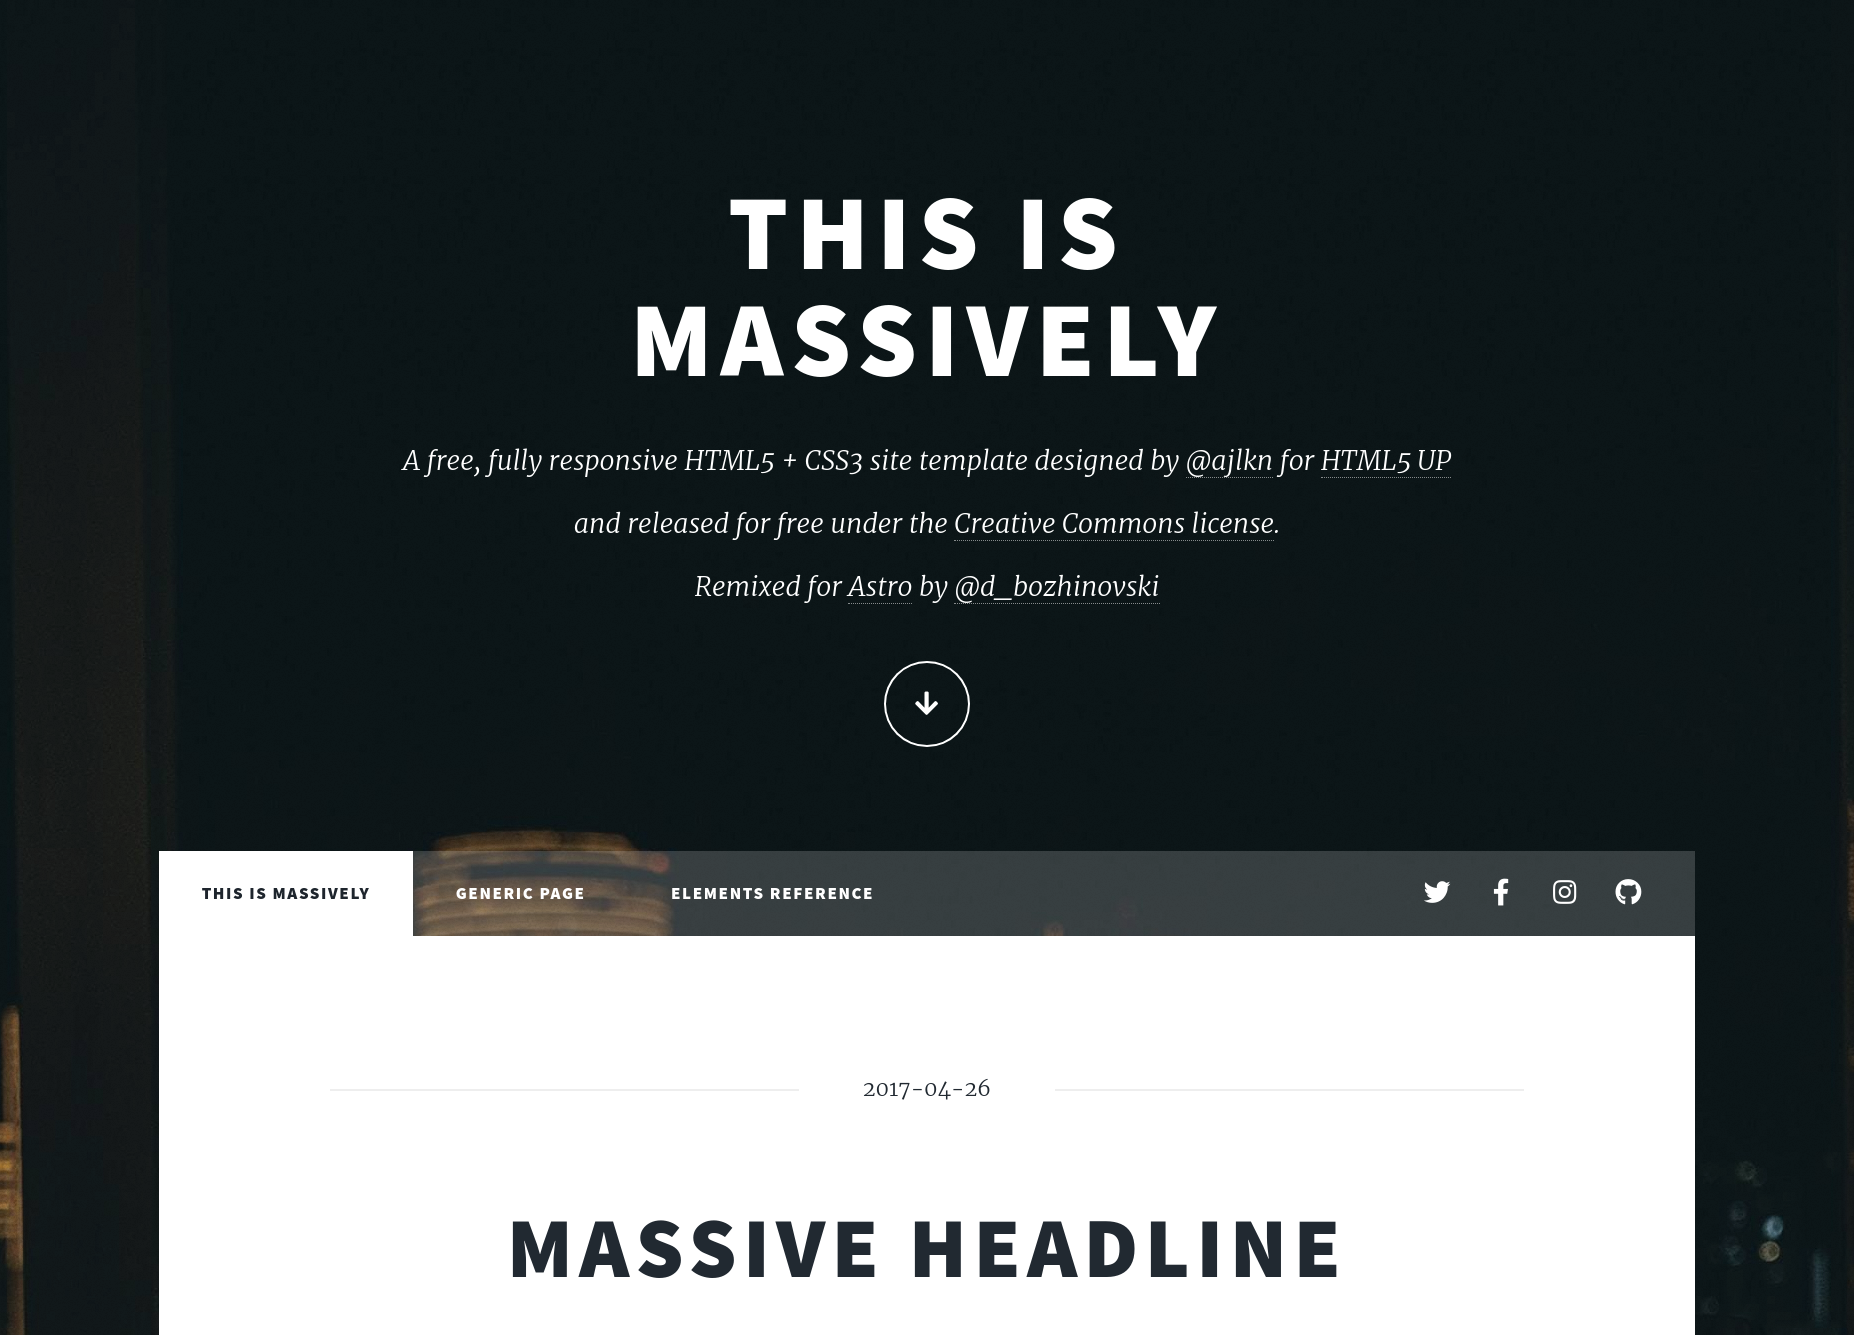 THIS IS
MASSIVELY
A free, fully responsive HTML5 + CSS3 site template designed by @ajlkn for HTML5 UP
and released for free under the Creative Commons license.
Remixed for Astro by @d_bozhinovski
THIS IS MASSIVELY
GENERIC PAGE
ELEMENTS REFERENCE
2017-04-26
MASSIVE HEADLINE